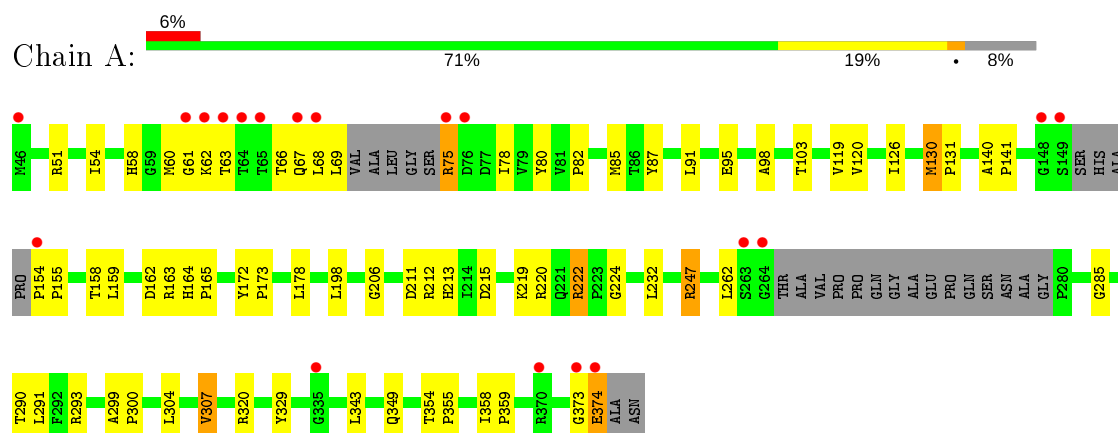 6%
Chain A:
71% 19% • 8%
M46 R51 I54 H58 G59 M60 G61 K62 T63 T64 T65 T66 Q67 L68 L69 VAL ALA LEU GLY SER R75 D76 D77 I78 V79 Y80 V81 P82 M85 T86 Y87 L91 E95 A98 T103 V119 V120 I126 M130 P131 A140 P141 G148 S149 SER HIS ALA
PRO P154 P155 T158 L159 D162 R163 H164 P165 Y172 P173 L178 L198 G206 D211 R212 H213 I214 D215 K219 R220 Q221 R222 P223 G224 L232 R247 L262 S263 G264 THR ALA VAL PRO PRO GLN GLY ALA GLU PRO GLN SER ASN ALA GLY P280 G285
T290 L291 F292 R293 A299 P300 L304 V307 R320 Y329 G335 L343 Q349 T354 P355 I358 P359 R370 G373 E374 ALA ASN